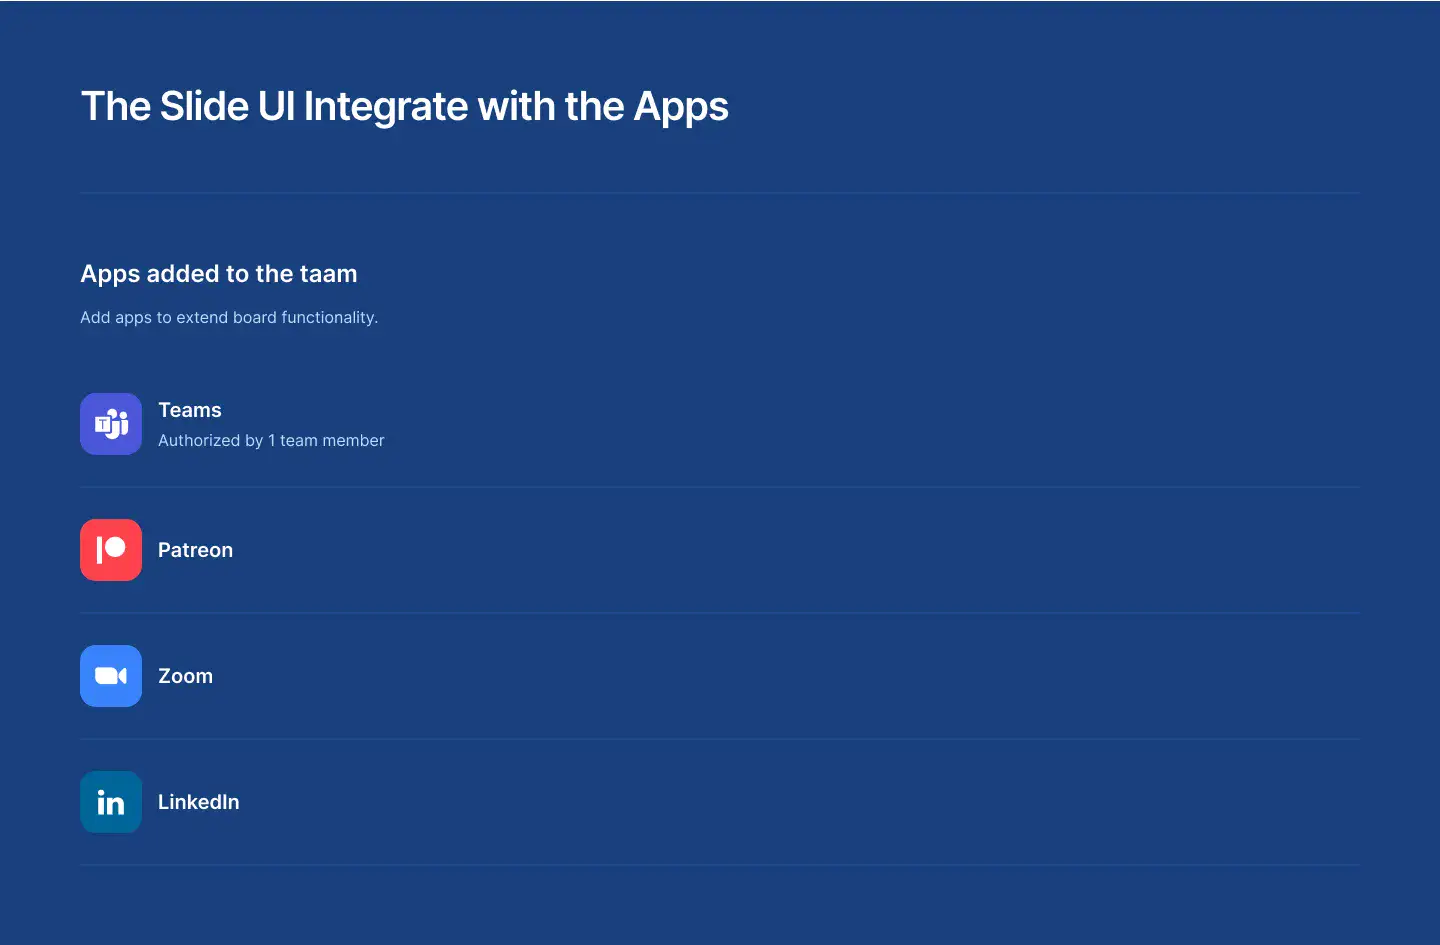 The Slide UI Integrate with the Apps
Apps added to the taam
Add apps to extend board functionality.
Teams
Authorized by 1 team member
Patreon
Zoom
in
LinkedIn